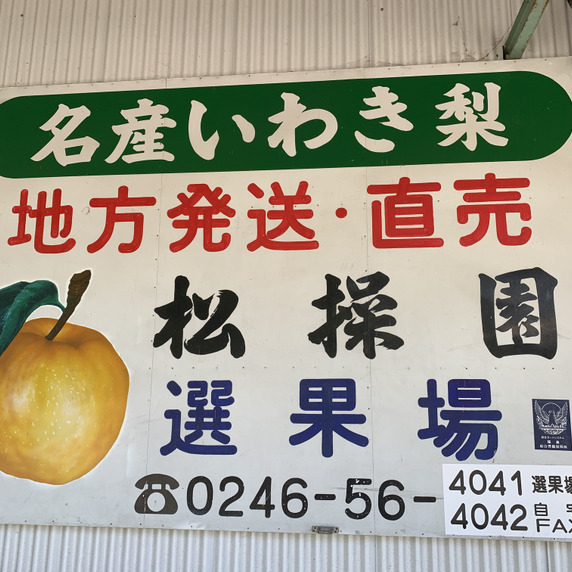 名産いわき梨
地方発送・直売
松操園
選果場
☎0246-56-
4041 選果場
4042 自宅
FAX